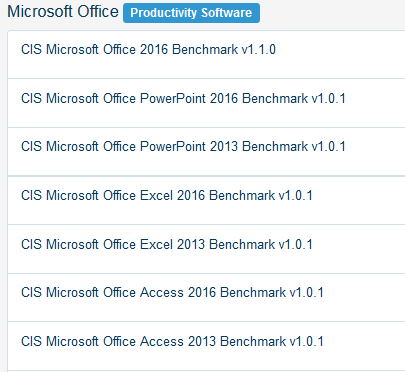 Microsoft Office Productivity Software
CIS Microsoft Office 2016 Benchmark v1.1.0
CIS Microsoft Office PowerPoint 2016 Benchmark v1.0.1
CIS Microsoft Office PowerPoint 2013 Benchmark v1.0.1
CIS Microsoft Office Excel 2016 Benchmark v1.0.1
CIS Microsoft Office Excel 2013 Benchmark v1.0.1
CIS Microsoft Office Access 2016 Benchmark v1.0.1
CIS Microsoft Office Access 2013 Benchmark v1.0.1